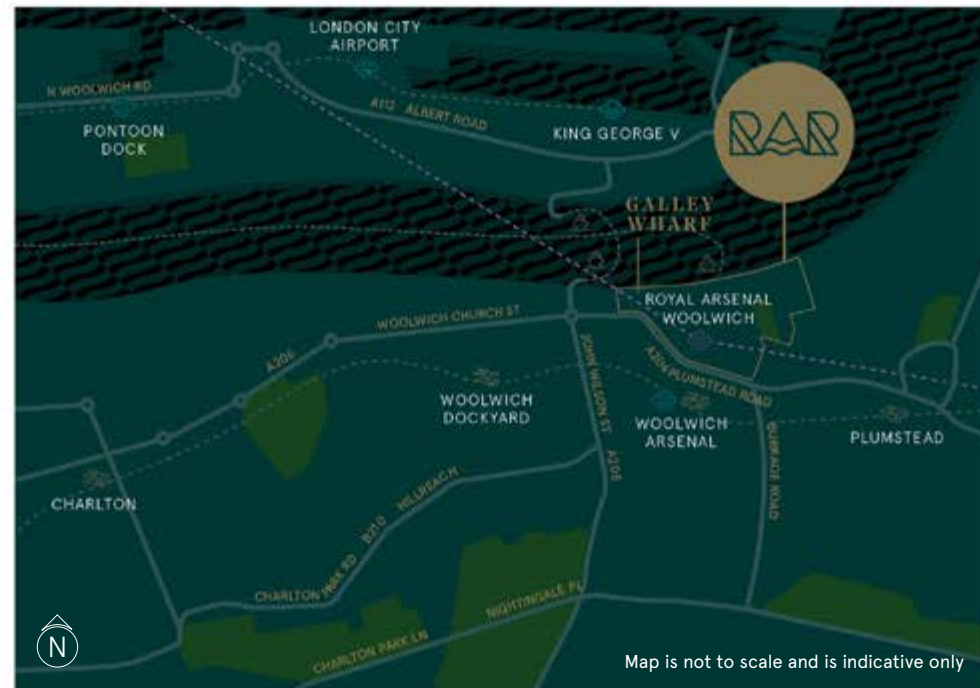 LONDON CITY
AIRPORT
N WOOLWICH RD
PONTOON
DOCK
A112 ALBERT ROAD
KING GEORGE V
RAR
GALLEY
WHARF
ROYAL ARSENAL
WOOLWICH
WOOLWICH CHURCH ST
A206
JOHN WILSON ST
A205
PLUMSTEAD ROAD
WOOLWICH
DOCKYARD
WOOLWICH
ARSENAL
PLUMSTEAD
BURRAGE ROAD
CHARLTON
B210 HILLREACH
CHARLTON PARK RD
NIGHTINGALE PL
CHARLTON PARK LN
N
Map is not to scale and is indicative only